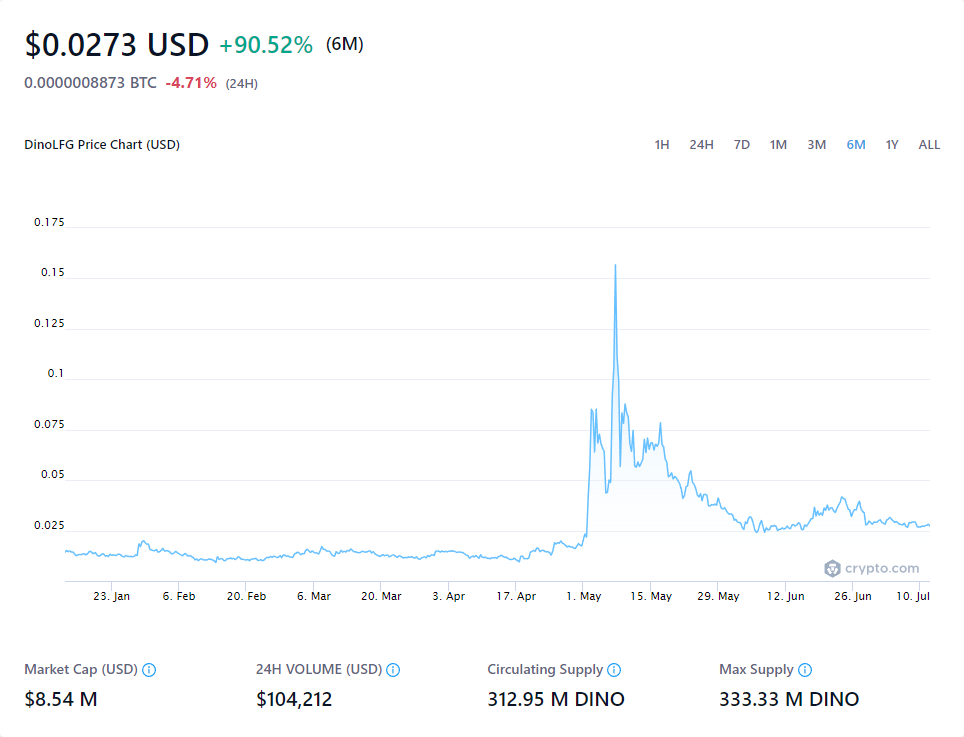 $0.0273 USD +90.52% (6M)
0.0000008873 BTC -4.71% (24H)
DinoLFG Price Chart (USD) 1H 24H 7D 1M 3M 6M 1Y ALL
0.175
0.15
0.125
0.1
0.075
0.05
0.025
crypto.com
23. Jan 6. Feb 20. Feb 6. Mar 20. Mar 3. Apr 17. Apr 1. May 15. May 29. May 12. Jun 26. Jun 10. Jul
Market Cap (USD) 24H VOLUME (USD) Circulating Supply Max Supply
$8.54 M $104,212 312.95 M DINO 333.33 M DINO